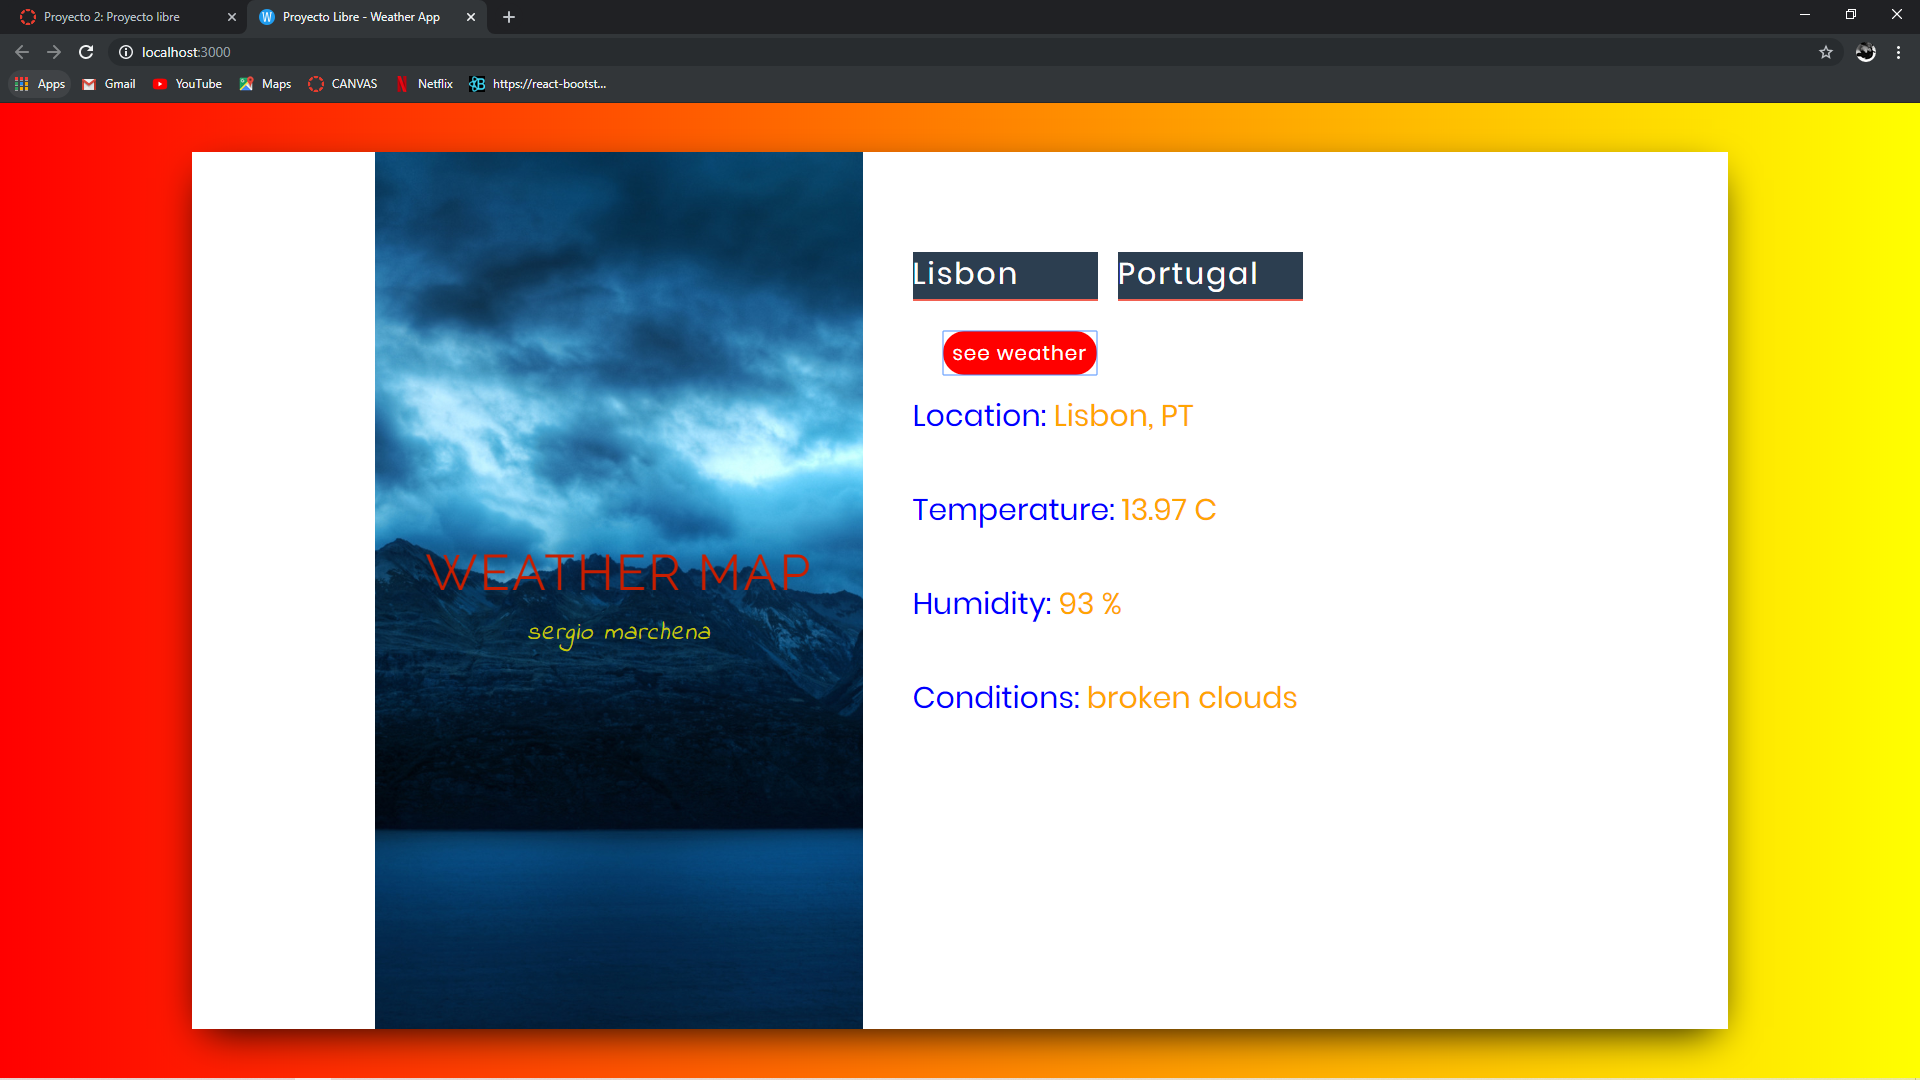 Proyecto 2: Proyecto libre
Proyecto Libre - Weather App
localhost:3000
Apps
Gmail
YouTube
Maps
CANVAS
Netflix
https://react-bootst...
WEATHER MAP
sergio marchena
Lisbon
Portugal
see weather
Location: Lisbon, PT
Temperature: 13.97 C
Humidity: 93 %
Conditions: broken clouds